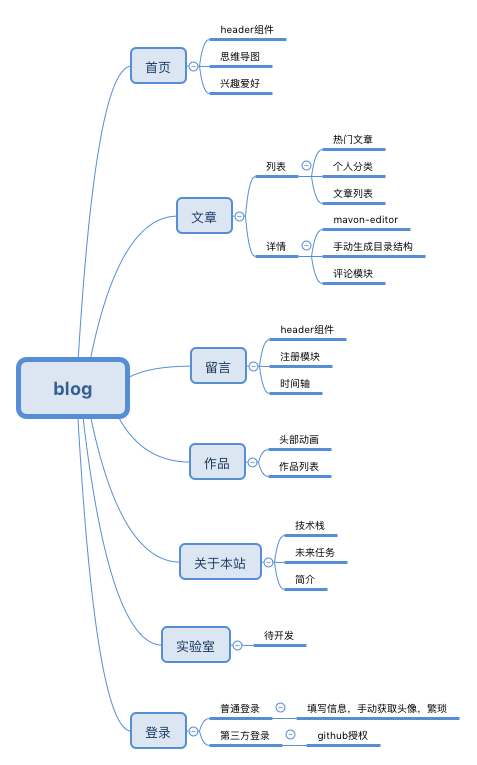 blog
首页
header组件
思维导图
兴趣爱好
文章
列表
热门文章
个人分类
文章列表
详情
mavon-editor
手动生成目录结构
评论模块
留言
header组件
注册模块
时间轴
作品
头部动画
作品列表
关于本站
技术栈
未来任务
简介
实验室
待开发
登录
普通登录
填写信息，手动获取头像，繁琐
第三方登录
github授权